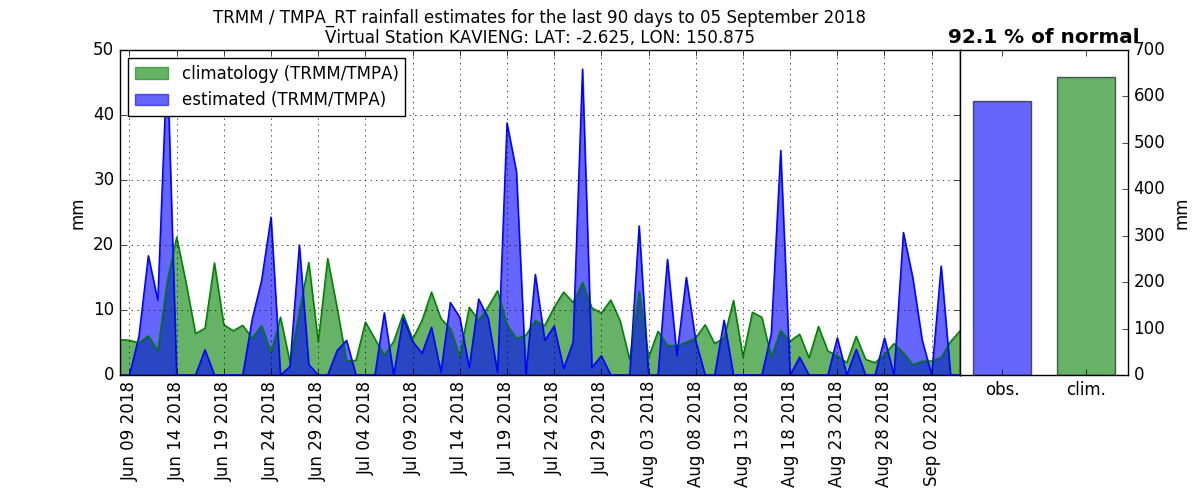 TRMM / TMPA_RT rainfall estimates for the last 90 days to 05 September 2018
Virtual Station KAVIENG: LAT: -2.625, LON: 150.875
92.1 % of normal
climatology (TRMM/TMPA)
estimated (TRMM/TMPA)
mm
50
40
30
20
10
0
Jun 09 2018
Jun 14 2018
Jun 19 2018
Jun 24 2018
Jun 29 2018
Jul 04 2018
Jul 09 2018
Jul 14 2018
Jul 19 2018
Jul 24 2018
Jul 29 2018
Aug 03 2018
Aug 08 2018
Aug 13 2018
Aug 18 2018
Aug 23 2018
Aug 28 2018
Sep 02 2018
obs.
clim.
700
600
500
400
300
200
100
0
mm